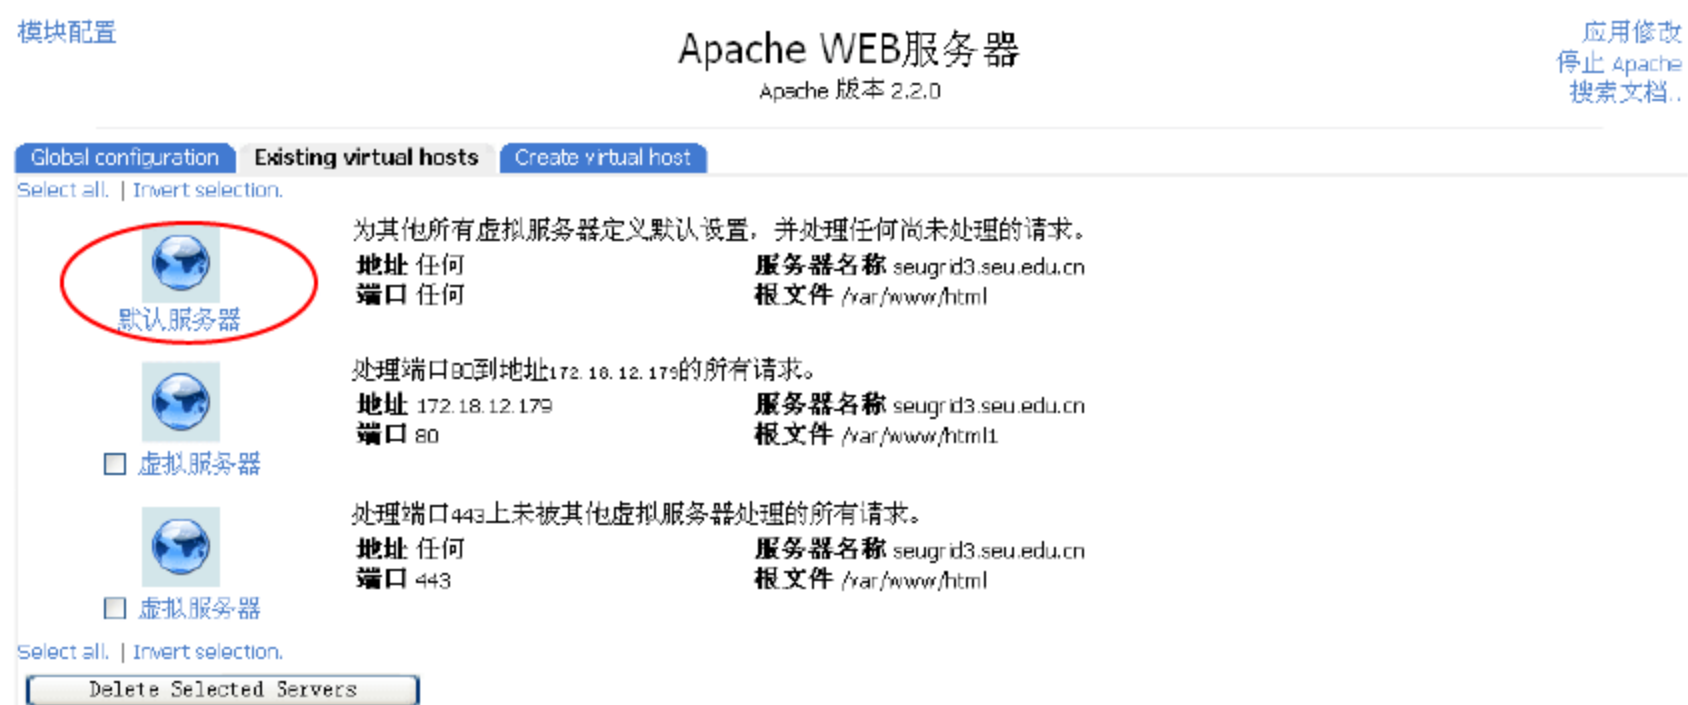 模块配置
Apache WEB服务器
Apache 版本 2.2.0
应用修改
停止 Apache
搜索文档..
Global configuration
Existing virtual hosts
Create virtual host
Select all. | Invert selection.
默认服务器
为其他所有虚拟服务器定义默认设置，并处理任何尚未处理的请求。
地址 任何 服务器名称 seugrid3.seu.edu.cn
端口 任何 根文件 /var/www/html
虚拟服务器
处理端口80到地址172.18.12.179的所有请求。
地址 172.18.12.179 服务器名称 seugrid3.seu.edu.cn
端口 80 根文件 /var/www/html1
虚拟服务器
处理端口443上未被其他虚拟服务器处理的所有请求。
地址 任何 服务器名称 seugrid3.seu.edu.cn
端口 443 根文件 /var/www/html
Select all. | Invert selection.
Delete Selected Servers